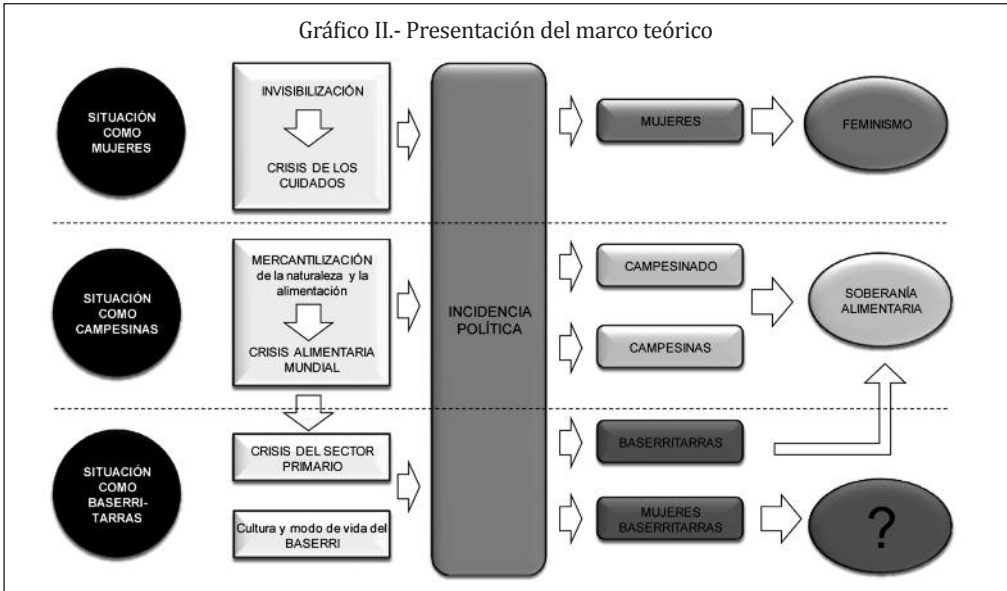 Gráfico II.- Presentación del marco teórico
SITUACIÓN
COMO
MUJERES
INVISIBILIZACIÓN
CRISIS DE LOS
CUIDADOS
MUJERES
FEMINISMO
SITUACIÓN
COMO
CAMPESINAS
MERCANTILIZACIÓN
de la naturaleza y la
alimentación
CRISIS ALIMENTARIA
MUNDIAL
INCIDENCIA
POLÍTICA
CAMPESINADO
CAMPESINAS
SOBERANÍA
ALIMENTARIA
SITUACIÓN
COMO
BASERRI-
TARRAS
CRISIS DEL SECTOR
PRIMARIO
Cultura y modo de vida del
BASERRI
BASERRITARRAS
MUJERES
BASERRITARRAS
?